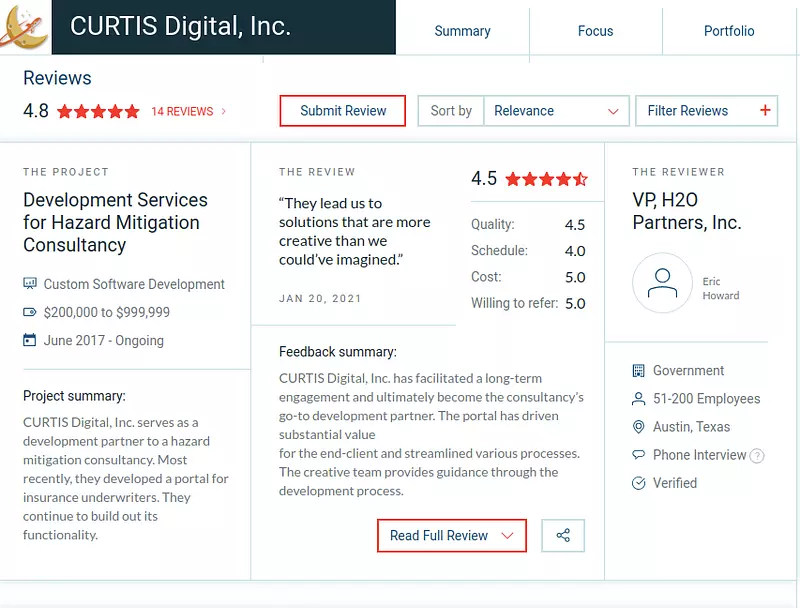 CURTIS Digital, Inc.
Summary
Focus
Portfolio
Reviews
4.8
14 REVIEWS
Submit Review
Sort by
Relevance
Filter Reviews +
THE PROJECT
Development Services
for Hazard Mitigation
Consultancy
Custom Software Development
$200,000 to $999,999
June 2017 - Ongoing
Project summary:
CURTIS Digital, Inc. serves as a
development partner to a hazard
mitigation consultancy. Most
recently, they developed a portal for
insurance underwriters. They
continue to build out its
functionality.
THE REVIEW
“They lead us to
solutions that are more
creative than we
could’ve imagined.”
JAN 20, 2021
4.5
Quality: 4.5
Schedule: 4.0
Cost: 5.0
Willing to refer: 5.0
Feedback summary:
CURTIS Digital, Inc. has facilitated a long-term
engagement and ultimately become the consultancy’s
go-to development partner. The portal has driven
substantial value
for the end-client and streamlined various processes.
The creative team provides guidance through the
development process.
Read Full Review
THE REVIEWER
VP, H2O
Partners, Inc.
Eric
Howard
Government
51-200 Employees
Austin, Texas
Phone Interview ?
Verified